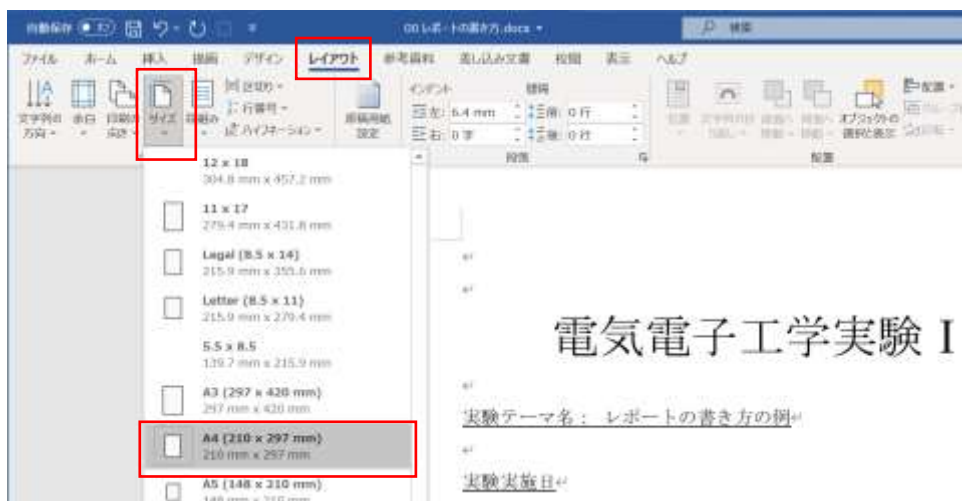 自動保存 オフ
00 レポートの書き方.docx
検索
ファイル ホーム 挿入 描画 デザイン レイアウト 参考資料 差し込み文書 校閲 表示 ヘルプ
文字列の方向
余白
印刷の向き
サイズ
段組み
区切り
行番号
ハイフネーション
原稿用紙設定
インデント
左: 6.4 mm
右: 0 字
間隔
前: 0 行
後: 0 行
段落
位置
オブジェクトの選択と表示
配置
配置
12 x 18
304.8 mm x 457.2 mm
11 x 17
279.4 mm x 431.8 mm
Legal (8.5 x 14)
215.9 mm x 355.6 mm
Letter (8.5 x 11)
215.9 mm x 279.4 mm
5.5 x 8.5
139.7 mm x 215.9 mm
A3 (297 x 420 mm)
297 mm x 420 mm
A4 (210 x 297 mm)
210 mm x 297 mm
A5 (148 x 210 mm)
148 mm x 210 mm
電気電子工学実験 I
実験テーマ名： レポートの書き方の例
実験実施日